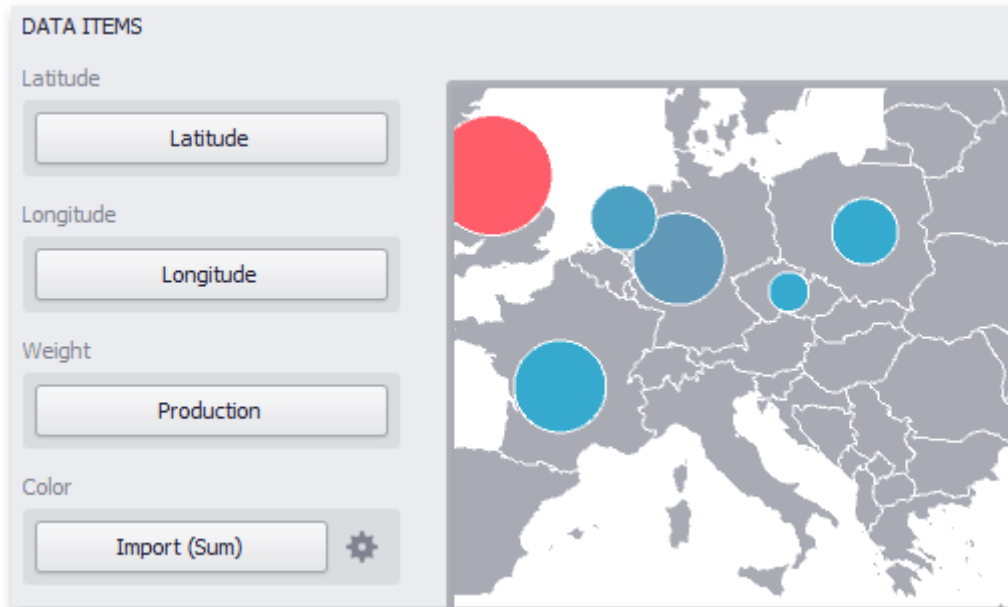 DATA ITEMS
Latitude
Latitude
Longitude
Longitude
Weight
Production
Color
Import (Sum)